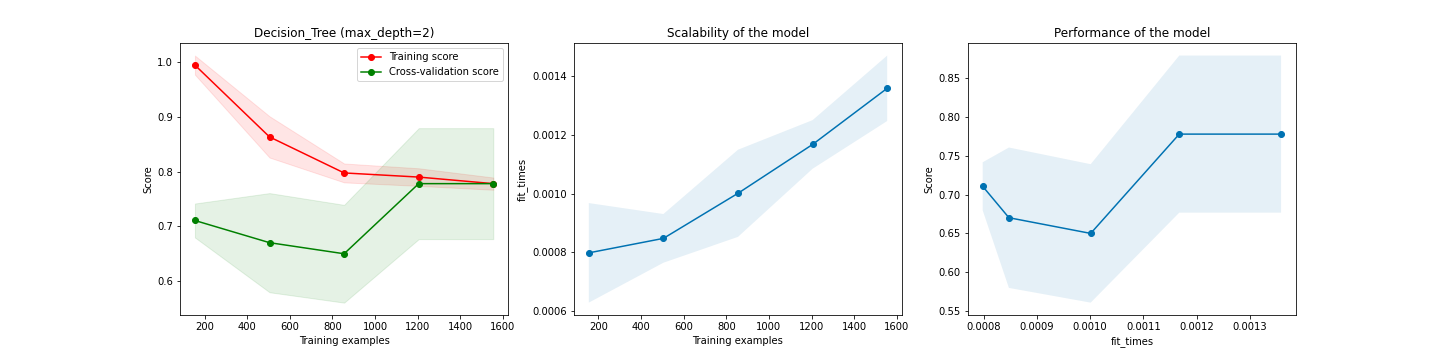 Decision_Tree (max_depth=2)
Training score
Cross-validation score
Score
1.0
0.9
0.8
0.7
0.6
200 400 600 800 1000 1200 1400 1600
Training examples
Scalability of the model
fit_times
0.0014
0.0012
0.0010
0.0008
0.0006
200 400 600 800 1000 1200 1400 1600
Training examples
Performance of the model
Score
0.85
0.80
0.75
0.70
0.65
0.60
0.55
0.0008 0.0009 0.0010 0.0011 0.0012 0.0013
fit_times